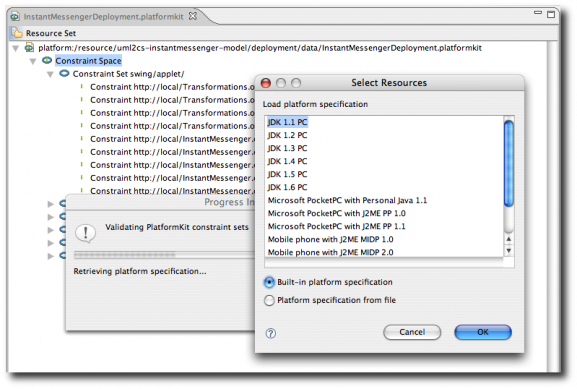 InstantMessengerDeployment.platformkit
Resource Set
platform:/resource/uml2cs-instantmessenger-model/deployment/data/InstantMessengerDeployment.platformkit
Constraint Space
Constraint Set swing/applet/
Constraint http://local/Transformations.o
Constraint http://local/Transformations.o
Constraint http://local/Transformations.o
Constraint http://local/Transformations.o
Constraint http://local/InstantMessenger.
Constraint http://local/InstantMessenger.
Constraint http://local/InstantMessenger.
Constraint http://local/InstantMessenger.
Constraint http://local/InstantMessenger.
Progress In
Validating PlatformKit constraint sets
Retrieving platform specification...
Select Resources
Load platform specification
JDK 1.1 PC
JDK 1.2 PC
JDK 1.3 PC
JDK 1.4 PC
JDK 1.5 PC
JDK 1.6 PC
Microsoft PocketPC with Personal Java 1.1
Microsoft PocketPC with J2ME PP 1.0
Microsoft PocketPC with J2ME PP 1.1
Mobile phone with J2ME MIDP 1.0
Mobile phone with J2ME MIDP 2.0
Built-in platform specification
Platform specification from file
?
Cancel
OK